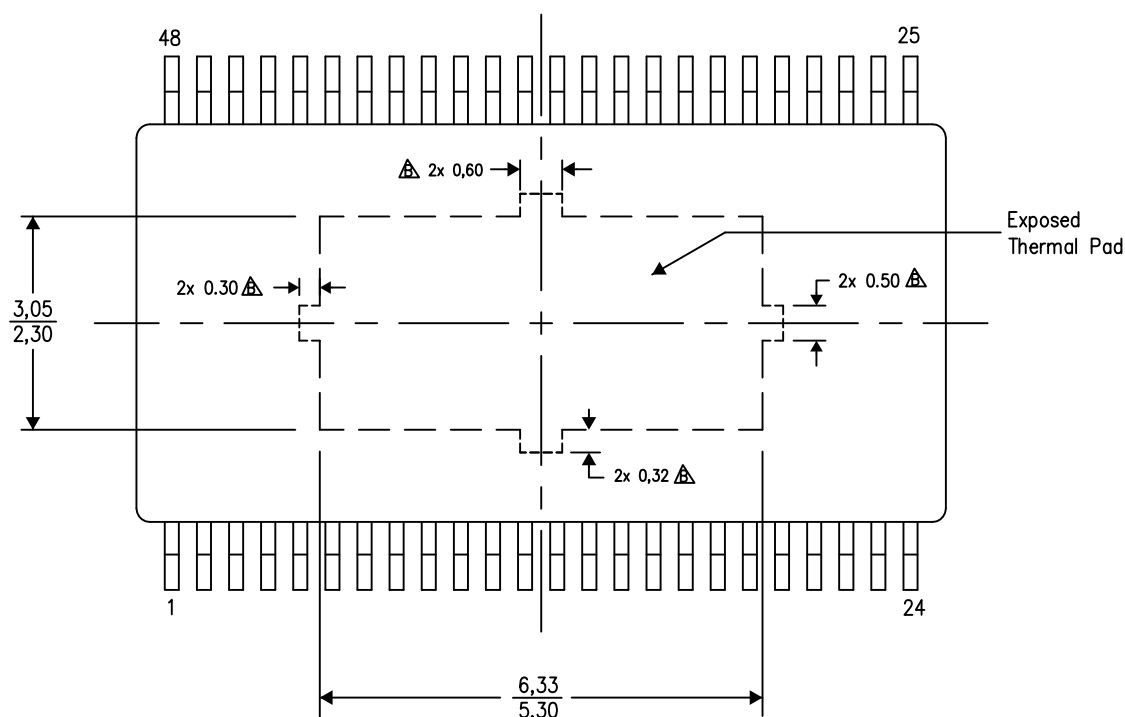 48
25
B 2x 0,60
Exposed
Thermal Pad
2x 0.30 B
2x 0.50 B
3,05
2,30
2x 0,32 B
1
24
6,33
5,30